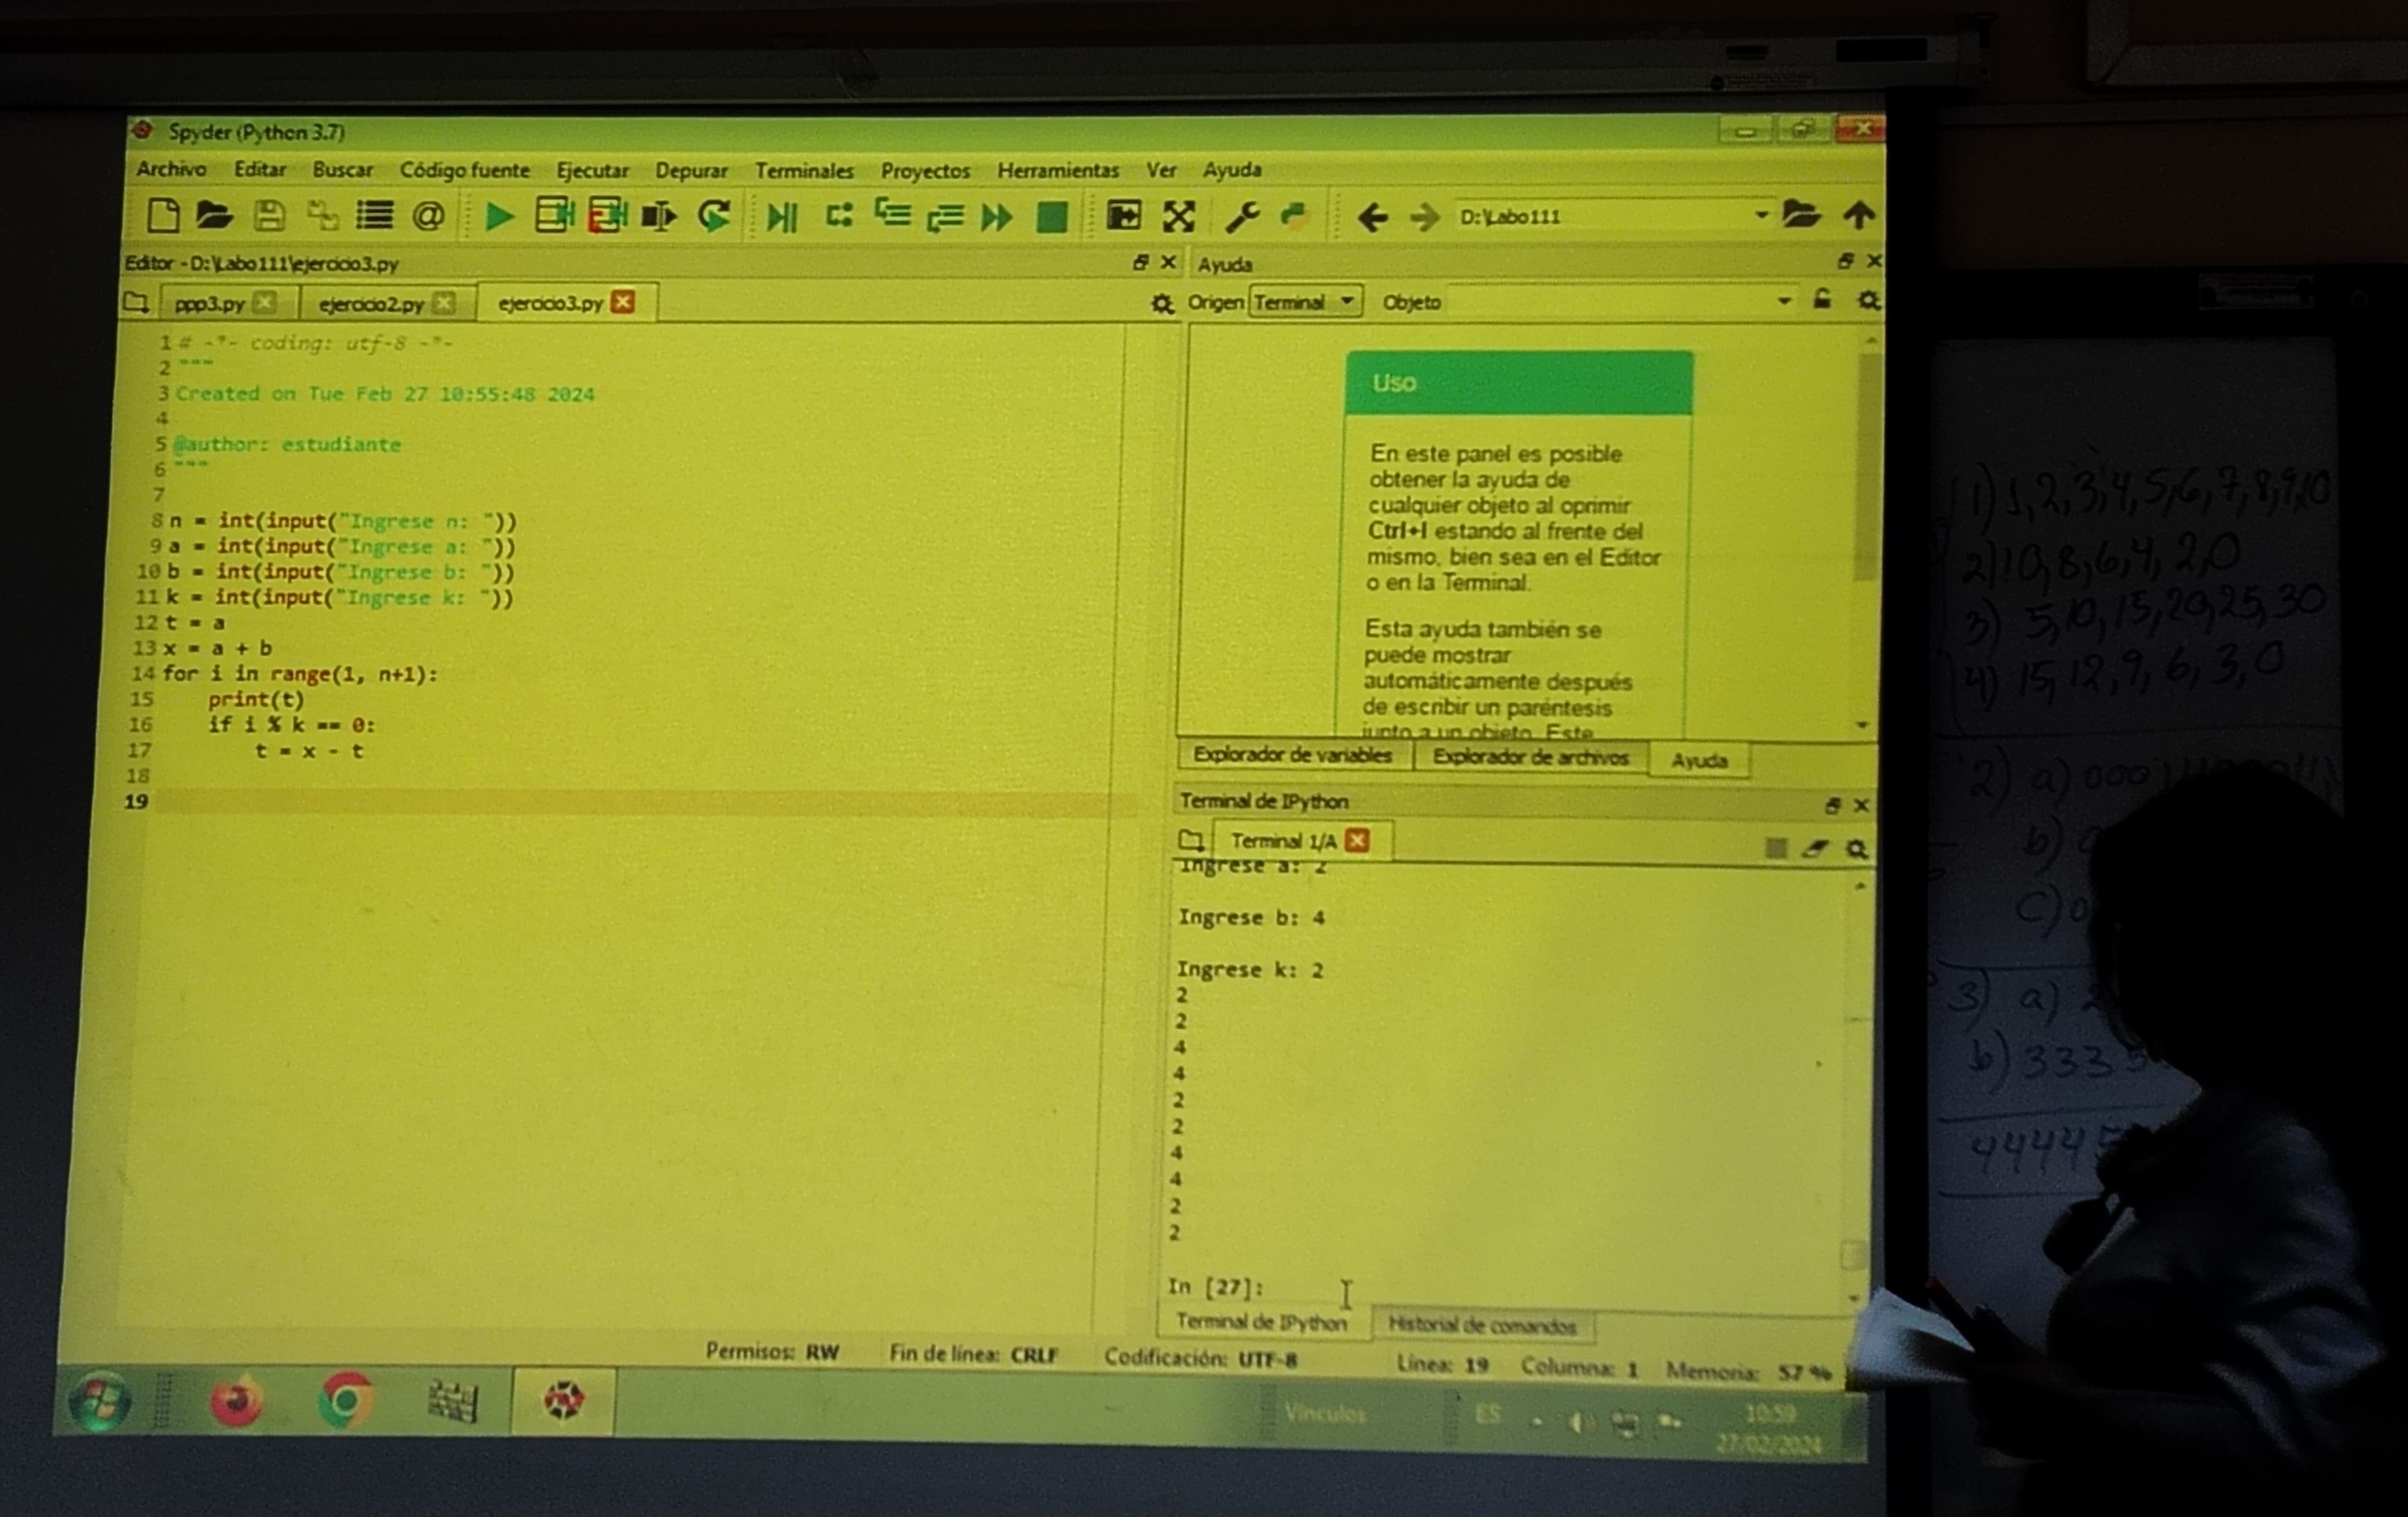 Spyder (Python 3.7)
Archivo Editar Buscar Código fuente Ejecutar Depurar Terminales Proyectos Herramientas Ver Ayuda
D:\Labo111
Editor - D:\Labo111\ejercicio3.py
Ayuda
ppp3.py ejercicio2.py ejercicio3.py
Origen Terminal Objeto
1 # -*- coding: utf-8 -*-
2 """
3 Created on Tue Feb 27 10:55:48 2024
4
5 @author: estudiante
6 """
7
8 n = int(input("Ingrese n: "))
9 a = int(input("Ingrese a: "))
10 b = int(input("Ingrese b: "))
11 k = int(input("Ingrese k: "))
12 t = a
13 x = a + b
14 for i in range(1, n+1):
15 print(t)
16 if i % k == 0:
17 t = x - t
18
19
Uso
En este panel es posible
obtener la ayuda de
cualquier objeto al oprimir
Ctrl+I estando al frente del
mismo, bien sea en el Editor
o en la Terminal.
Esta ayuda también se
puede mostrar
automáticamente después
de escribir un paréntesis
junto a un objeto. Este
Explorador de variables Explorador de archivos Ayuda
Terminal de IPython
Terminal 1/A
Ingrese a: 2
Ingrese b: 4
Ingrese k: 2
2
2
4
4
2
2
4
4
2
2
In [27]:
Terminal de IPython Historial de comandos
Permisos: RW Fin de línea: CRLF Codificación: UTF-8 Línea: 19 Columna: 1 Memoria: 57 %
Vínculos ES 10:59
27/02/2024
1) 1,2,3,4,5,6,7,8,9,10
2) 10,8,6,4,2,0
3) 5,10,15,20,25,30
4) 15,12,9,6,3,0
2) a) 000
b)
c) 0
3) a)
b) 333
4444